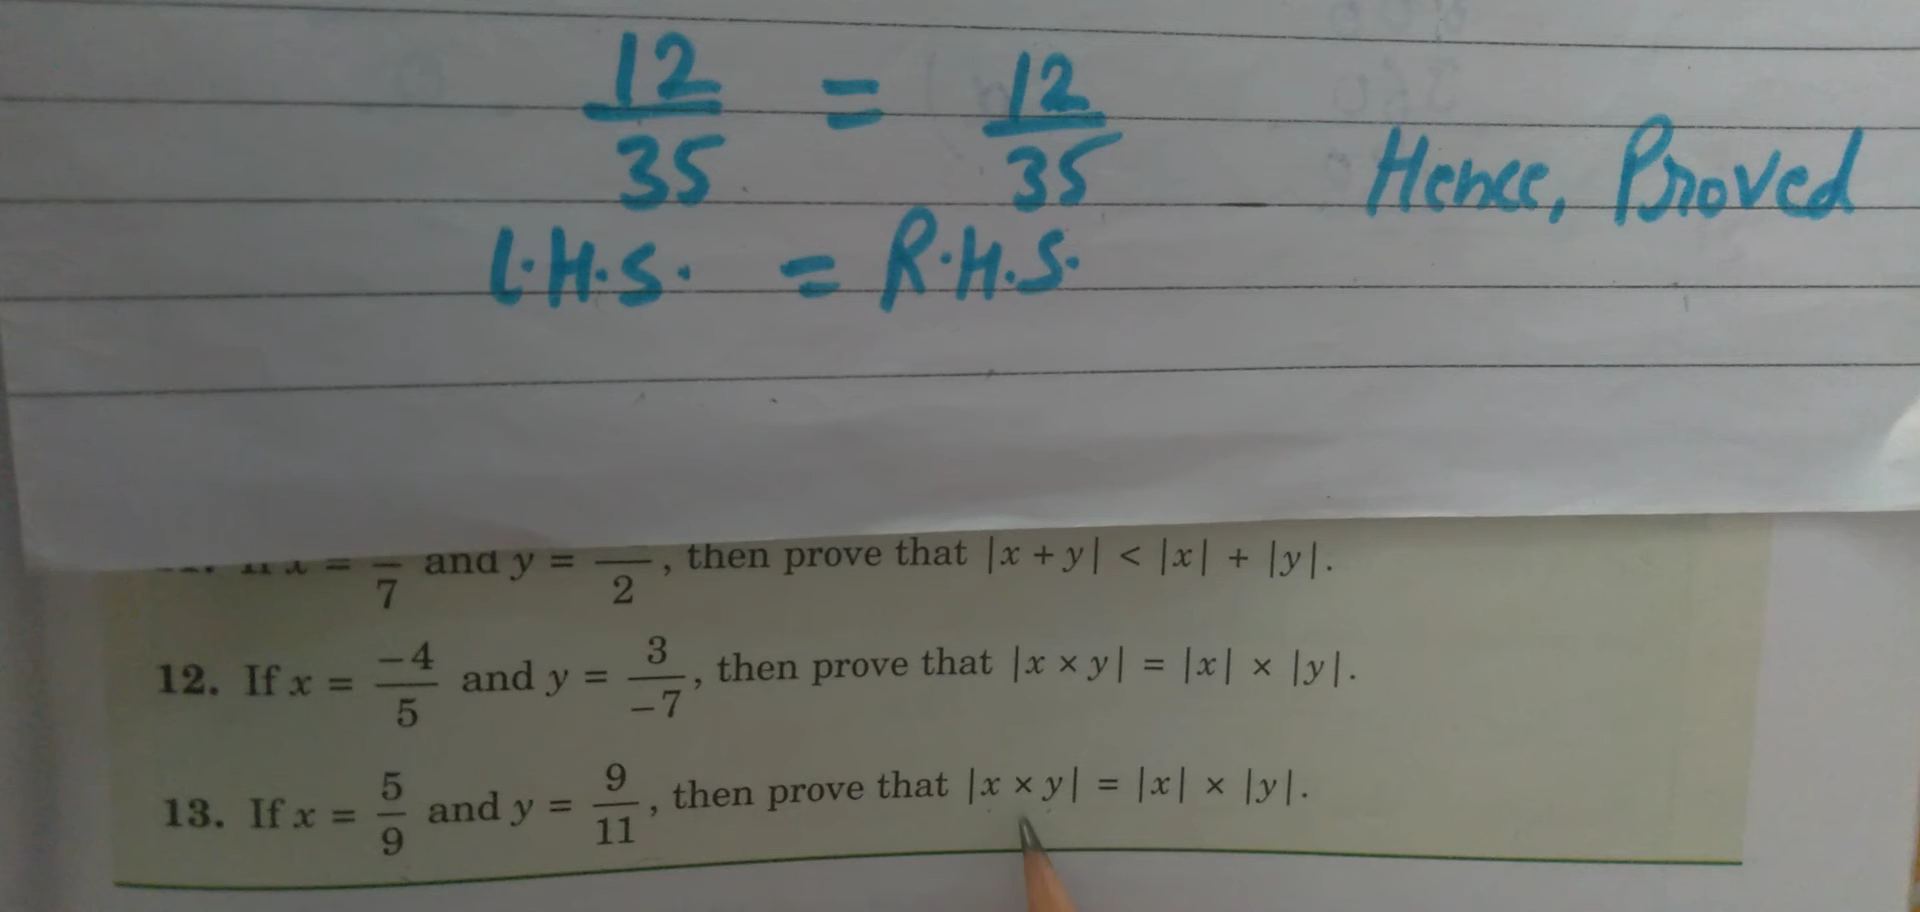 12/35 = 12/35 Hence, Proved
L.H.S. = R.H.S.
x = /7 and y = /2, then prove that |x + y| < |x| + |y|.
12. If x = -4/5 and y = 3/-7, then prove that |x × y| = |x| × |y|.
13. If x = 5/9 and y = 9/11, then prove that |x × y| = |x| × |y|.